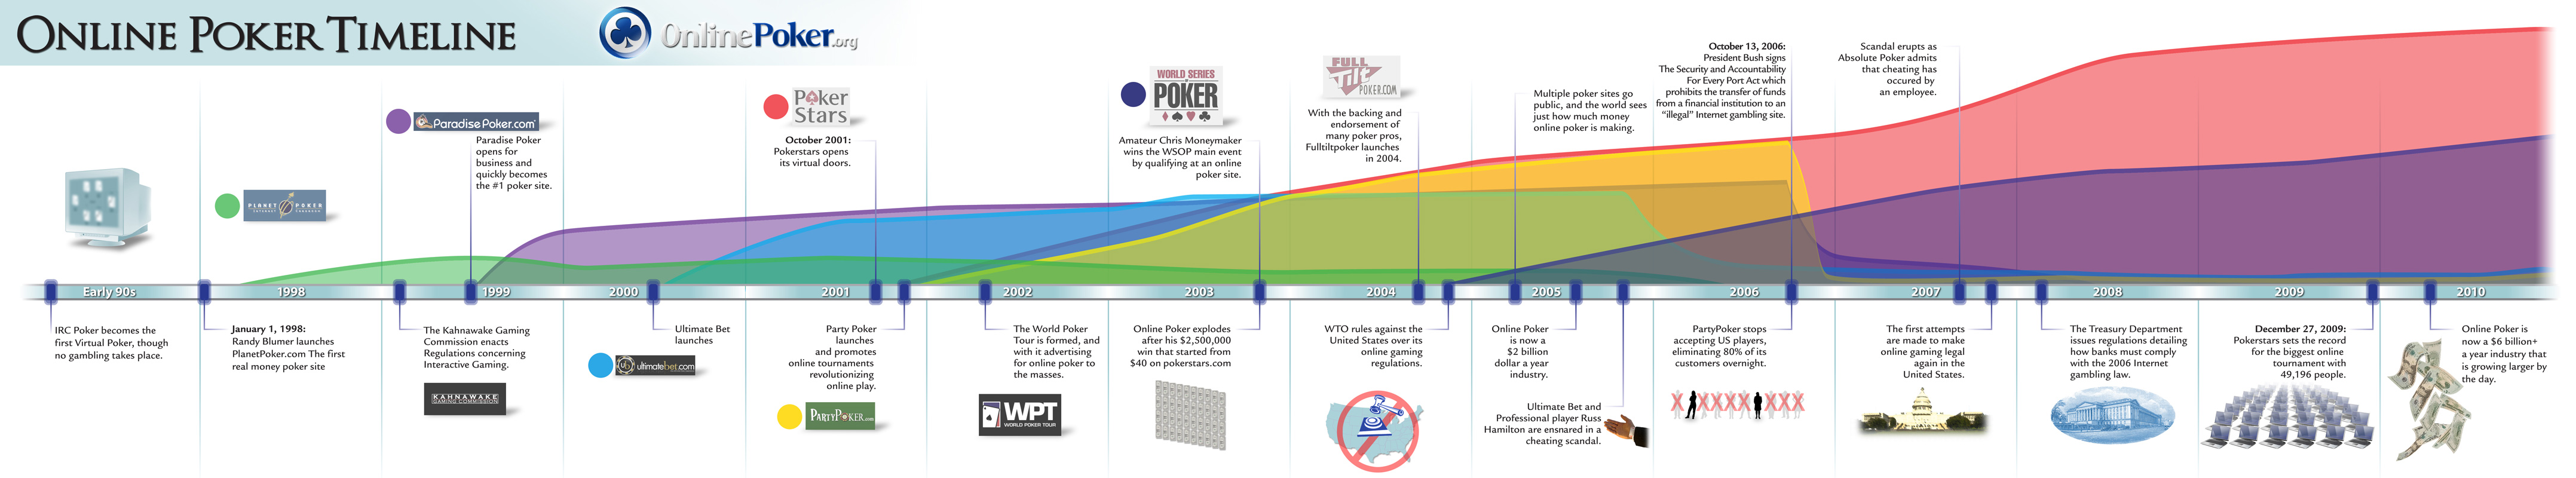 ONLINE POKER TIMELINE
OnlinePoker.org
ParadisePoker.com
Paradise Poker
opens for
business and
quickly becomes
the #1 poker site.
PLANET POKER
Poker
Stars
October 2001:
Pokerstars opens
its virtual doors.
WORLD SERIES
OF
POKER
Amateur Chris Moneymaker
wins the WSOP main event
by qualifying at an online
poker site.
FULL
Tilt
POKER.COM
With the backing and
endorsement of
many poker pros,
Fulltiltpoker launches
in 2004.
Multiple poker sites go
public, and the world sees
just how much money
online poker is making.
October 13, 2006:
President Bush signs
The Security and Accountability
For Every Port Act which
prohibits the transfer of funds
from a financial institution to an
“illegal” Internet gambling site.
Scandal erupts as
Absolute Poker admits
that cheating has
occured by
an employee.
Early 90s
1998
1999
2000
2001
2002
2003
2004
2005
2006
2007
2008
2009
2010
IRC Poker becomes the
first Virtual Poker, though
no gambling takes place.
January 1, 1998:
Randy Blumer launches
PlanetPoker.com The first
real money poker site
The Kahnawake Gaming
Commission enacts
Regulations concerning
Interactive Gaming.
KAHNAWAKE
GAMING COMMISSION
Ultimate Bet
launches
ub ultimatebet.com
Party Poker
launches
and promotes
online tournaments
revolutionizing
online play.
PARTYPOKER.com
The World Poker
Tour is formed, and
with it advertising
for online poker to
the masses.
WPT
WORLD POKER TOUR
Online Poker explodes
after his $2,500,000
win that started from
$40 on pokerstars.com
WTO rules against the
United States over its
online gaming
regulations.
Online Poker
is now a
$2 billion
dollar a year
industry.
Ultimate Bet and
Professional player Russ
Hamilton are ensnared in a
cheating scandal.
PartyPoker stops
accepting US players,
eliminating 80% of its
customers overnight.
The first attempts
are made to make
online gaming legal
again in the
United States.
The Treasury Department
issues regulations detailing
how banks must comply
with the 2006 Internet
gambling law.
December 27, 2009:
Pokerstars sets the record
for the biggest online
tournament with
49,196 people.
Online Poker is
now a $6 billion+
a year industry that
is growing larger by
the day.